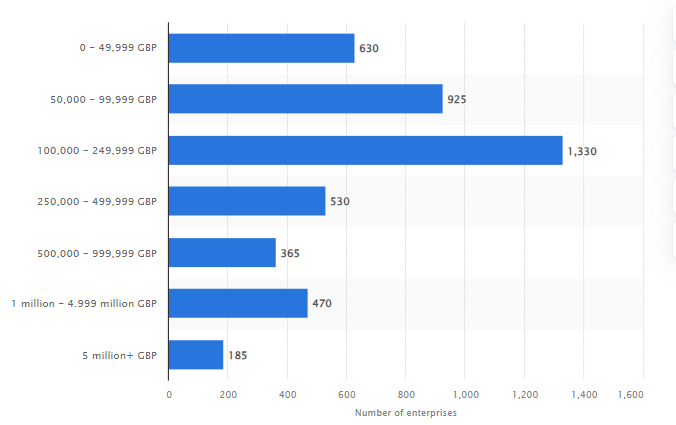 0 – 49,999 GBP 630
50,000 – 99,999 GBP 925
100,000 – 249,999 GBP 1,330
250,000 – 499,999 GBP 530
500,000 – 999,999 GBP 365
1 million – 4.999 million GBP 470
5 million+ GBP 185
0 200 400 600 800 1,000 1,200 1,400 1,600
Number of enterprises